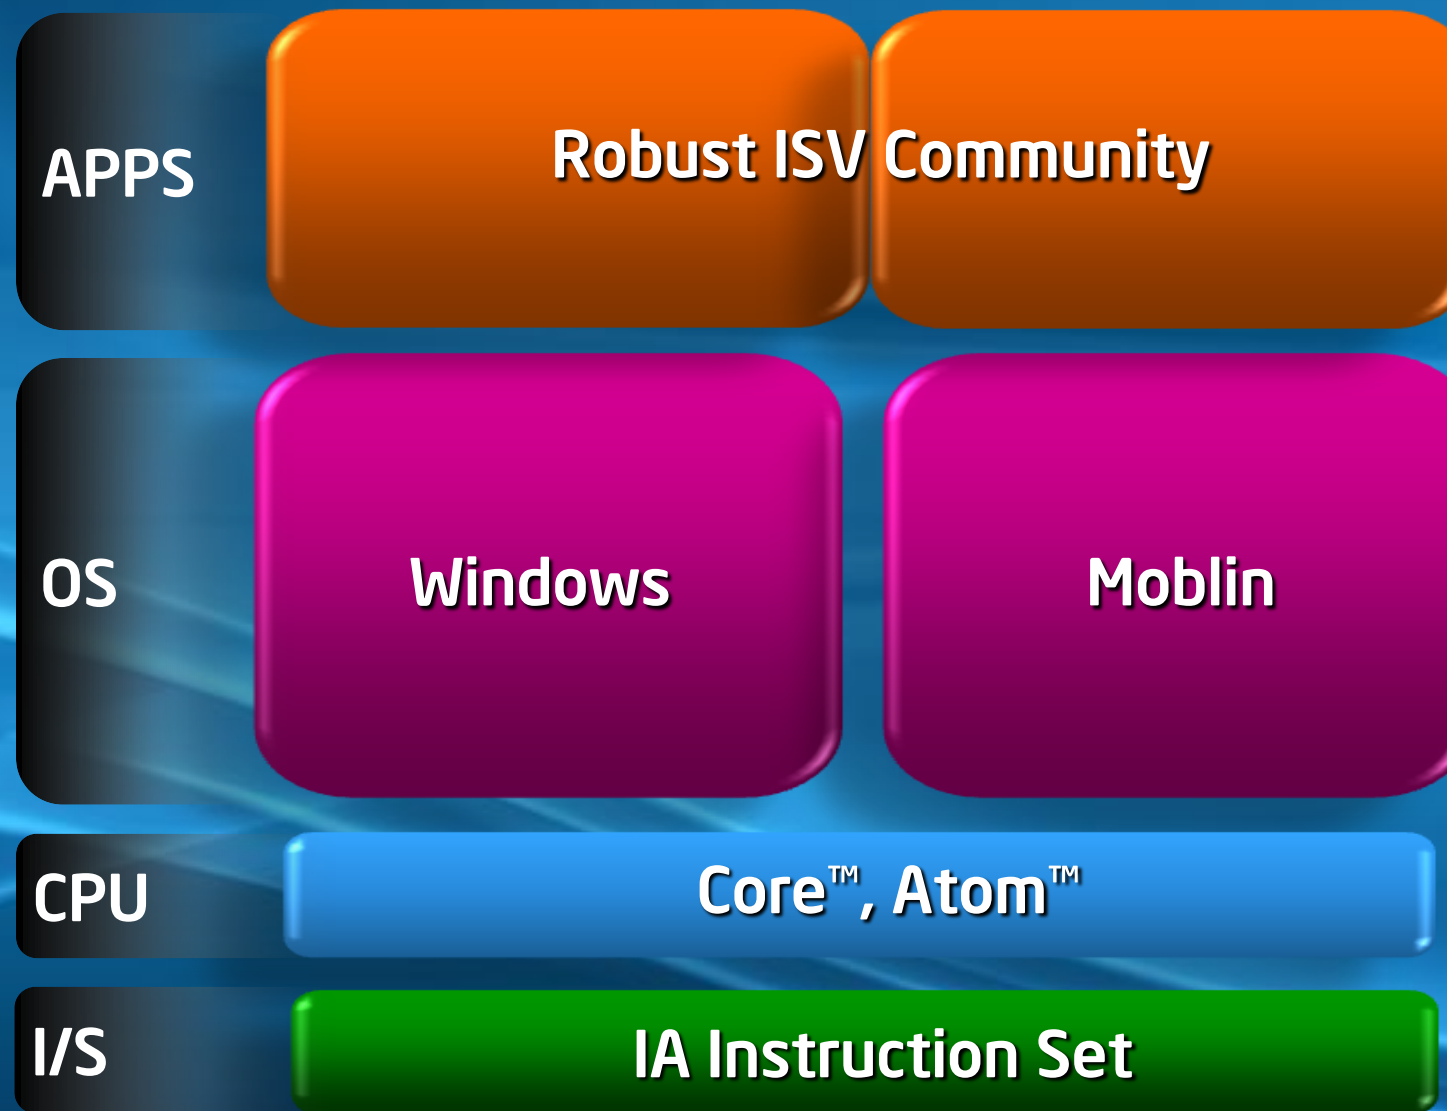 APPS
Robust ISV Community
OS
Windows
Moblin
CPU
Core™, Atom™
I/S
IA Instruction Set